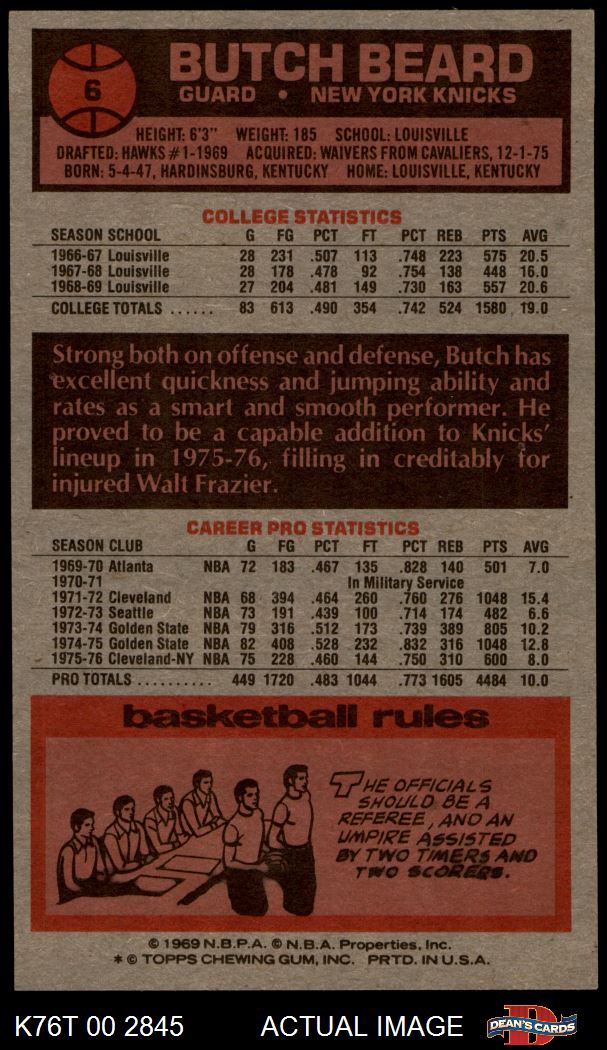 6
BUTCH BEARD
GUARD • NEW YORK KNICKS
HEIGHT: 6'3" WEIGHT: 185 SCHOOL: LOUISVILLE
DRAFTED: HAWKS #1-1969 ACQUIRED: WAIVERS FROM CAVALIERS, 12-1-75
BORN: 5-4-47, HARDINSBURG, KENTUCKY HOME: LOUISVILLE, KENTUCKY
COLLEGE STATISTICS
SEASON SCHOOL G FG PCT FT PCT REB PTS AVG
1966-67 Louisville 28 231 .507 113 .748 223 575 20.5
1967-68 Louisville 28 178 .478 92 .754 138 448 16.0
1968-69 Louisville 27 204 .481 149 .730 163 557 20.6
COLLEGE TOTALS ...... 83 613 .490 354 .742 524 1580 19.0
Strong both on offense and defense, Butch has
excellent quickness and jumping ability and
rates as a smart and smooth performer. He
proved to be a capable addition to Knicks'
lineup in 1975-76, filling in creditably for
injured Walt Frazier.
CAREER PRO STATISTICS
SEASON CLUB G FG PCT FT PCT REB PTS AVG
1969-70 Atlanta NBA 72 183 .467 135 .828 140 501 7.0
1970-71 In Military Service
1971-72 Cleveland NBA 68 394 .464 260 .760 276 1048 15.4
1972-73 Seattle NBA 73 191 .439 100 .714 174 482 6.6
1973-74 Golden State NBA 79 316 .512 173 .739 389 805 10.2
1974-75 Golden State NBA 82 408 .528 232 .832 316 1048 12.8
1975-76 Cleveland-NY NBA 75 228 .460 144 .750 310 600 8.0
PRO TOTALS .......... 449 1720 .483 1044 .773 1605 4484 10.0
basketball rules
THE OFFICIALS
SHOULD BE A
REFEREE, AND AN
UMPIRE ASSISTED
BY TWO TIMERS AND
TWO SCORERS.
© 1969 N.B.P.A. © N.B.A. Properties, Inc.
* © TOPPS CHEWING GUM, INC. PRTD. IN U.S.A.
K76T 00 2845 ACTUAL IMAGE D DEAN'S CARDS